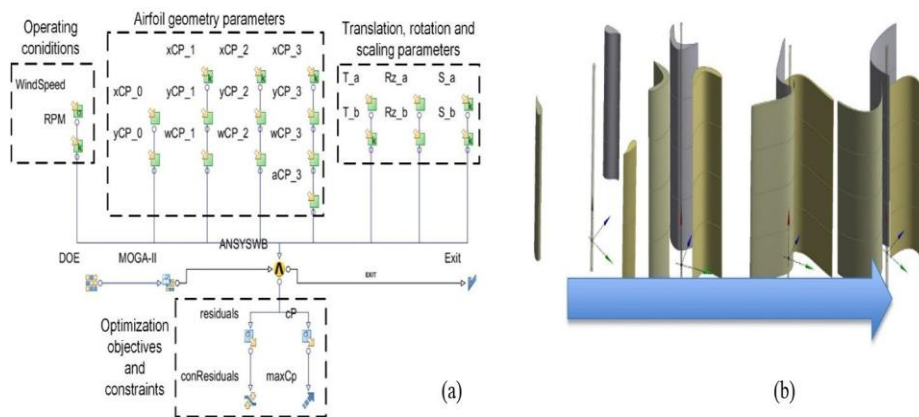 Airfoil geometry parameters
Operating
coniditions
Translation, rotation and
scaling parameters
xCP_1 xCP_2 xCP_3
WindSpeed
T_a Rz_a S_a
xCP_0 yCP_1 yCP_2 yCP_3
RPM
T_b Rz_b S_b
yCP_0 wCP_1 wCP_2 wCP_3
aCP_3
ANSYSWB
DOE MOGA-II Exit
EXIT
residuals cP
Optimization
objectives
and
constraints
conResiduals maxCp
(a) (b)